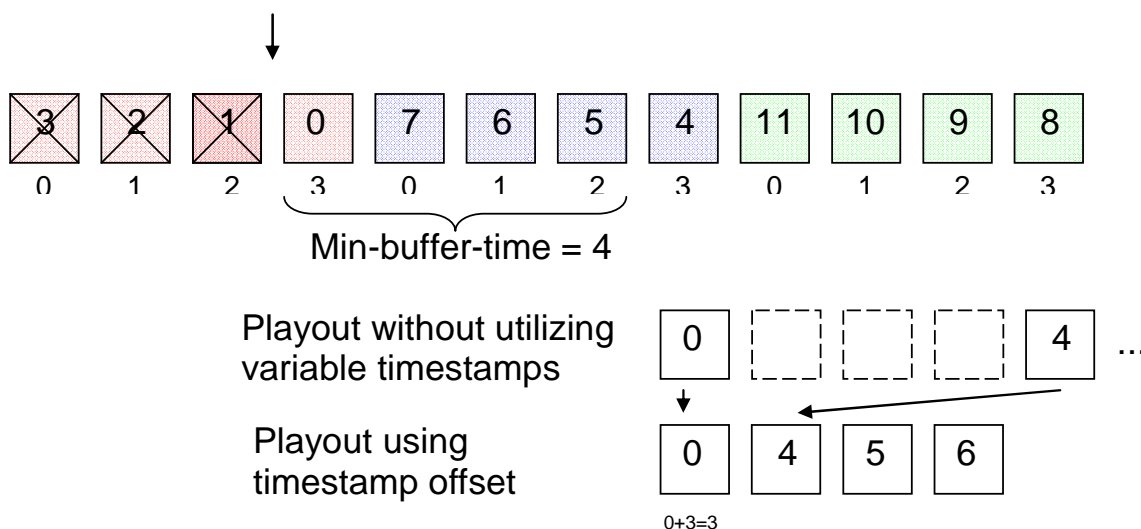 3 2 1 0 7 6 5 4 11 10 9 8
0 1 2 3 0 1 2 3 0 1 2 3
Min-buffer-time = 4
Playout without utilizing
variable timestamps
0 4 ...
Playout using
timestamp offset
0 4 5 6
0+3=3